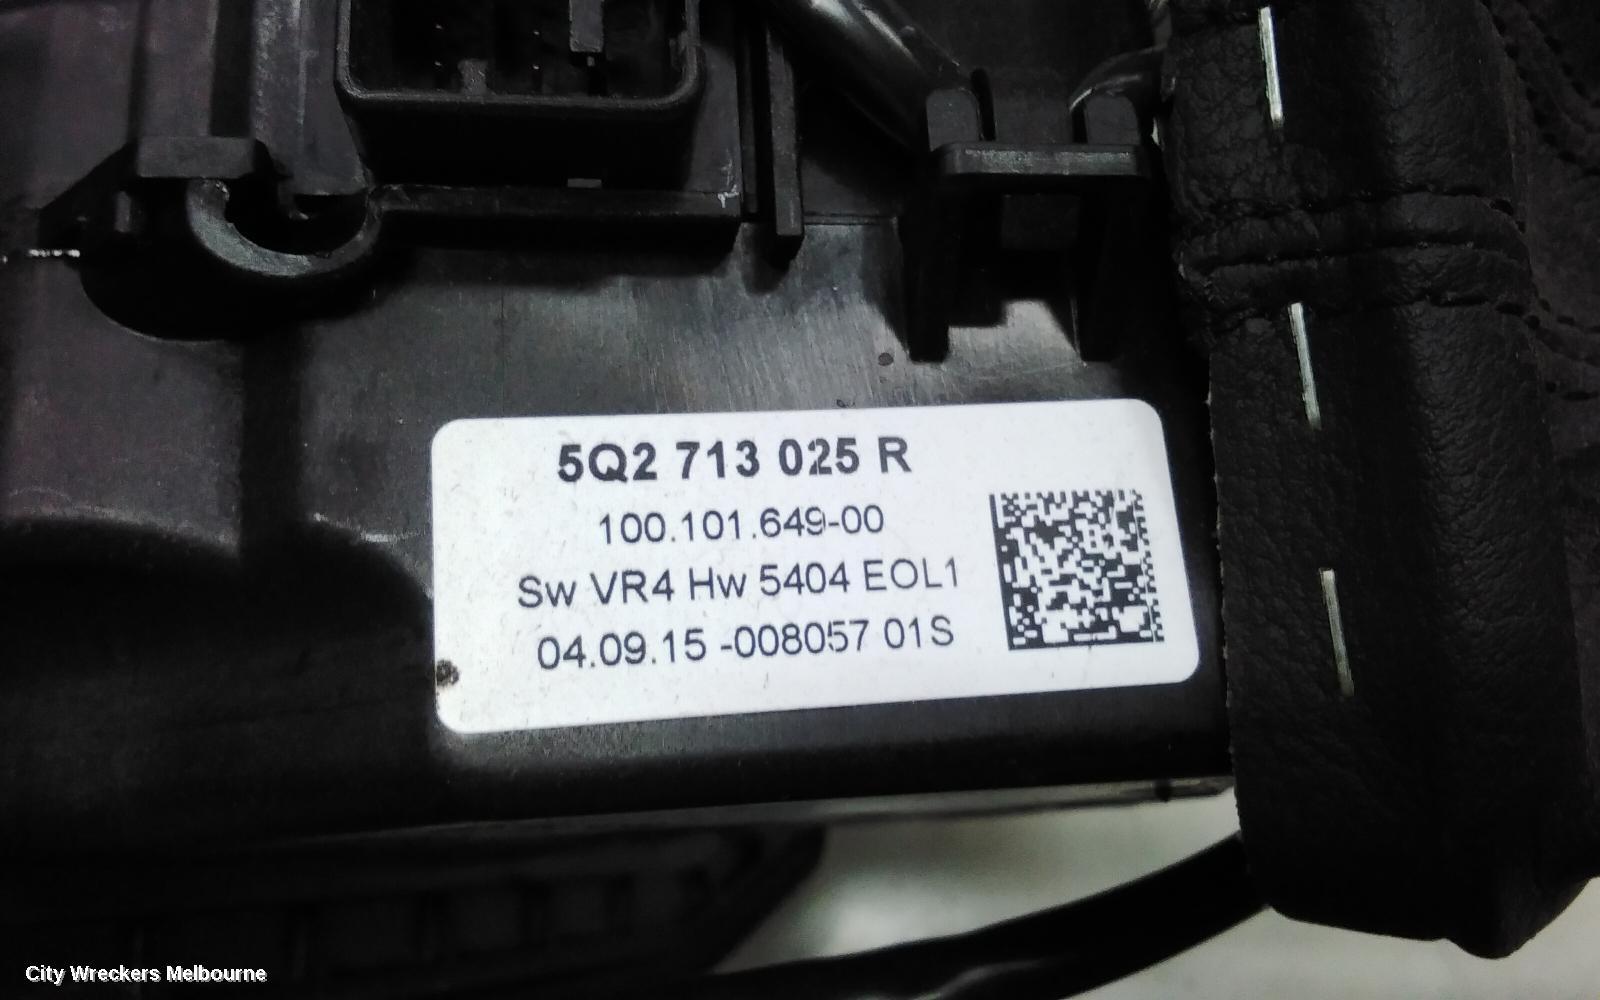 5Q2 713 025 R
100.101.649-00
Sw VR4 Hw 5404 EOL1
04.09.15 -008057 01S
City Wreckers Melbourne